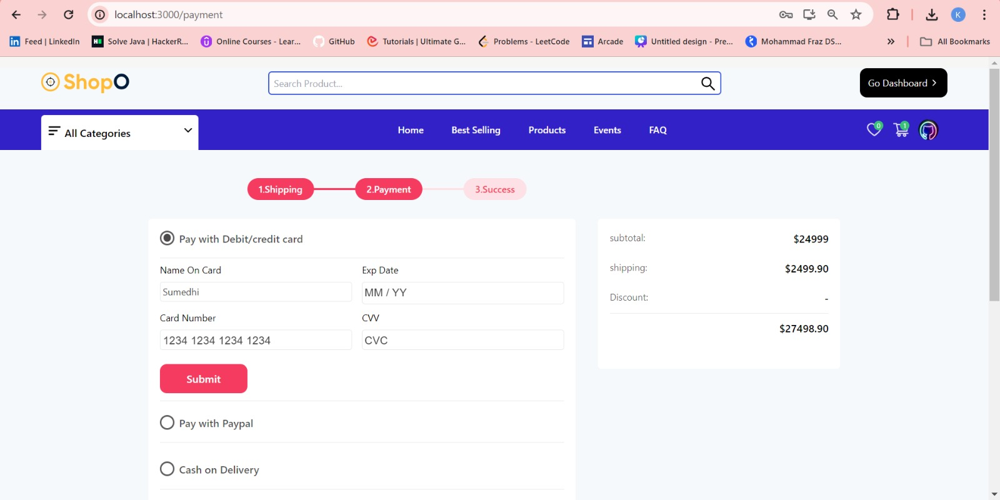 localhost:3000/payment
K
Feed | LinkedIn
Solve Java | HackerR...
Online Courses - Lear...
GitHub
Tutorials | Ultimate G...
Problems - LeetCode
Arcade
Untitled design - Pre...
Mohammad Fraz DS...
All Bookmarks
ShopO
Search Product...
Go Dashboard
All Categories
Home
Best Selling
Products
Events
FAQ
0
1
1.Shipping
2.Payment
3.Success
Pay with Debit/credit card
Name On Card
Exp Date
Sumedhi
MM / YY
Card Number
CVV
1234 1234 1234 1234
CVC
Submit
Pay with Paypal
Cash on Delivery
subtotal:
$24999
shipping:
$2499.90
Discount:
-
$27498.90